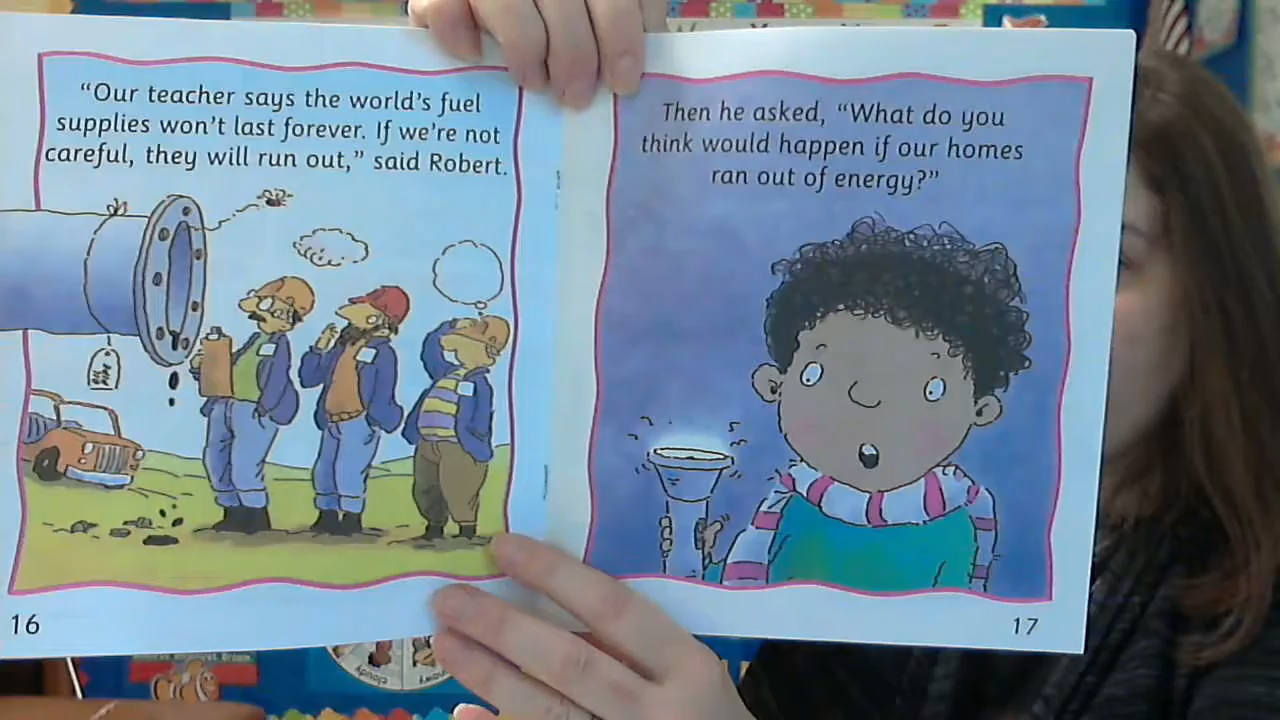 “Our teacher says the world’s fuel
supplies won’t last forever. If we’re not
careful, they will run out,” said Robert.
16
Then he asked, “What do you
think would happen if our homes
ran out of energy?”
17